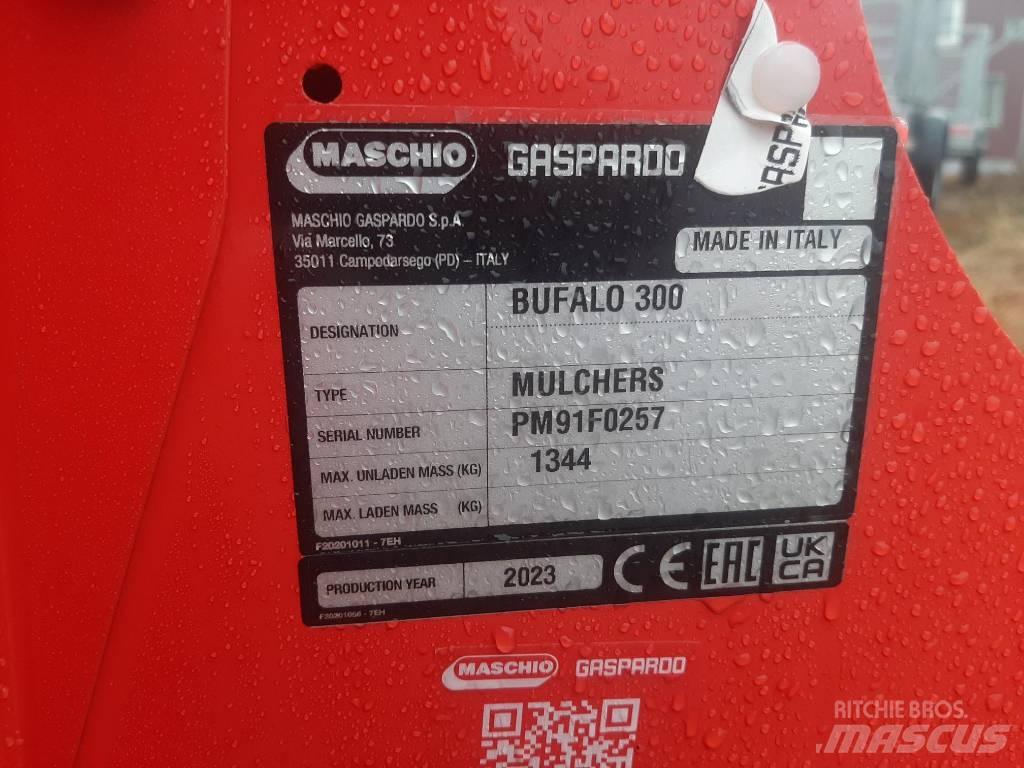 MASCHIO GASPARDO
MASCHIO GASPARDO S.p.A
Via Marcello, 73
35011 Campodarsego (PD) – ITALY
MADE IN ITALY
DESIGNATION BUFALO 300
TYPE MULCHERS
SERIAL NUMBER PM91F0257
MAX. UNLADEN MASS (KG) 1344
MAX. LADEN MASS (KG)
F20201011 - 7EH
PRODUCTION YEAR 2023 CE EAC UK CA
F20201056 - 7EH
MASCHIO GASPARDO
RITCHIE BROS.
MASCUS